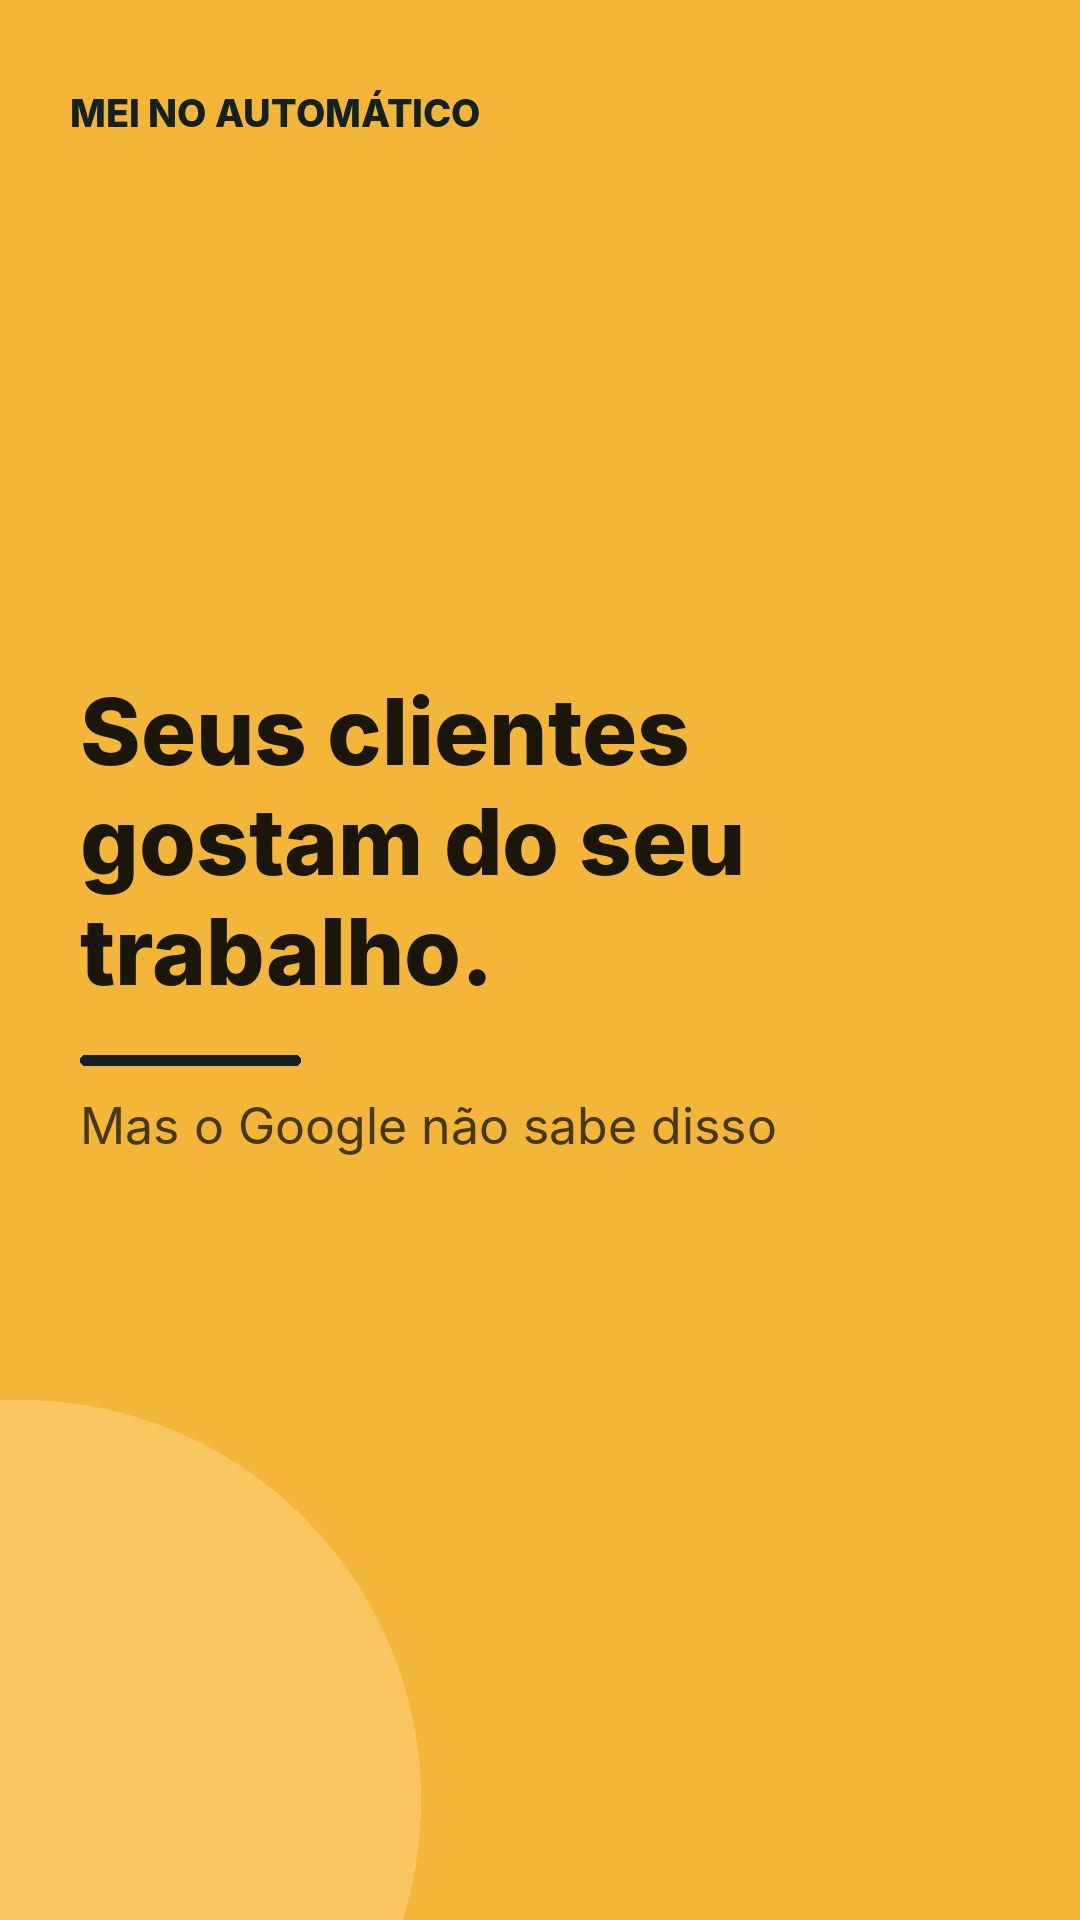 MEI NO AUTOMÁTICO
Seus clientes
gostam do seu
trabalho.
Mas o Google não sabe disso